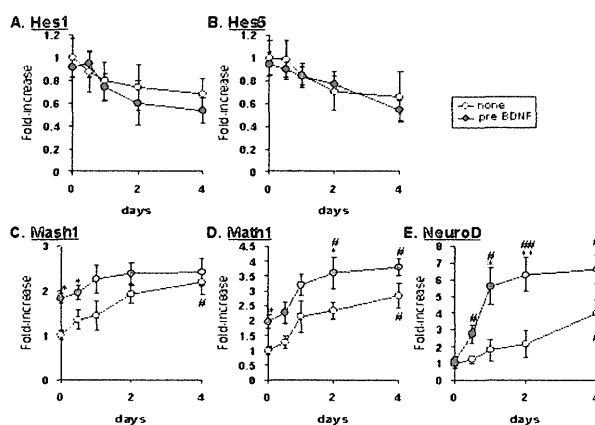 A. Hes1
B. Hes5
1.2
1
0.8
0.6
0.4
0.2
0
Fold-increase
0
2
4
days
1.2
1
0.8
0.6
0.4
0.2
0
Fold-increase
0
2
4
days
none
pre BDNF
C. Mash1
D. Math1
E. NeuroD
3
2
1
0
Fold-increase
* * #
0
2
4
days
4.5
4
3.5
3
2.5
2
1.5
1
0.5
0
Fold-increase
* # * # #
0
2
4
days
9
8
7
6
5
4
3
2
1
0
Fold-increase
# # * ## **
0
2
4
days